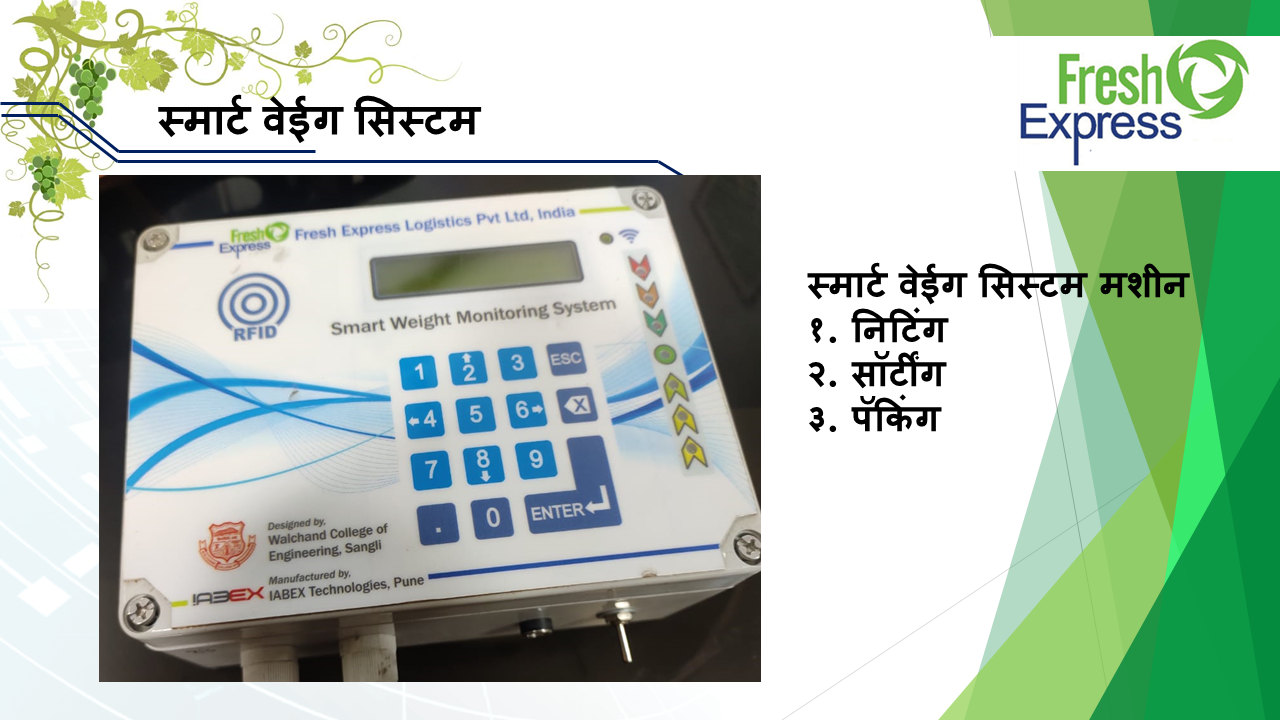 स्मार्ट वेईग सिस्टम
Fresh
Express
Fresh
Express
Fresh Express Logistics Pvt Ltd, India
RFID
Smart Weight Monitoring System
1 2 3 ESC
4 5 6
7 8 9
. 0 ENTER
Designed by,
Walchand College of
Engineering, Sangli
Manufactured by,
IABEX
IABEX Technologies, Pune
स्मार्ट वेईग सिस्टम मशीन
१. निटिंग
२. सॉर्टींग
३. पॅकिंग